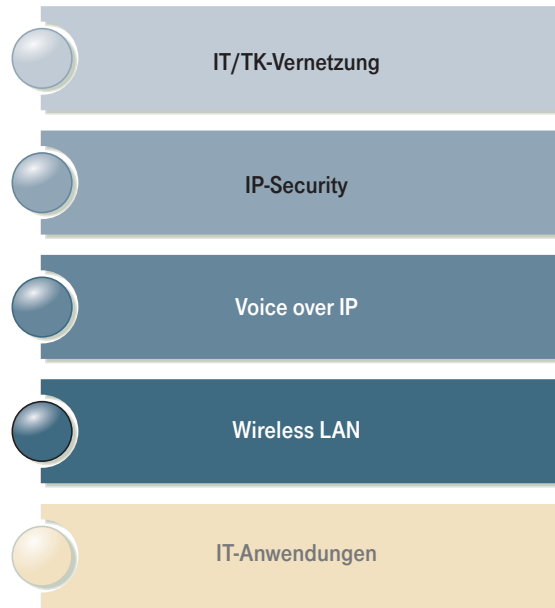 IT/TK-Vernetzung
IP-Security
Voice over IP
Wireless LAN
IT-Anwendungen